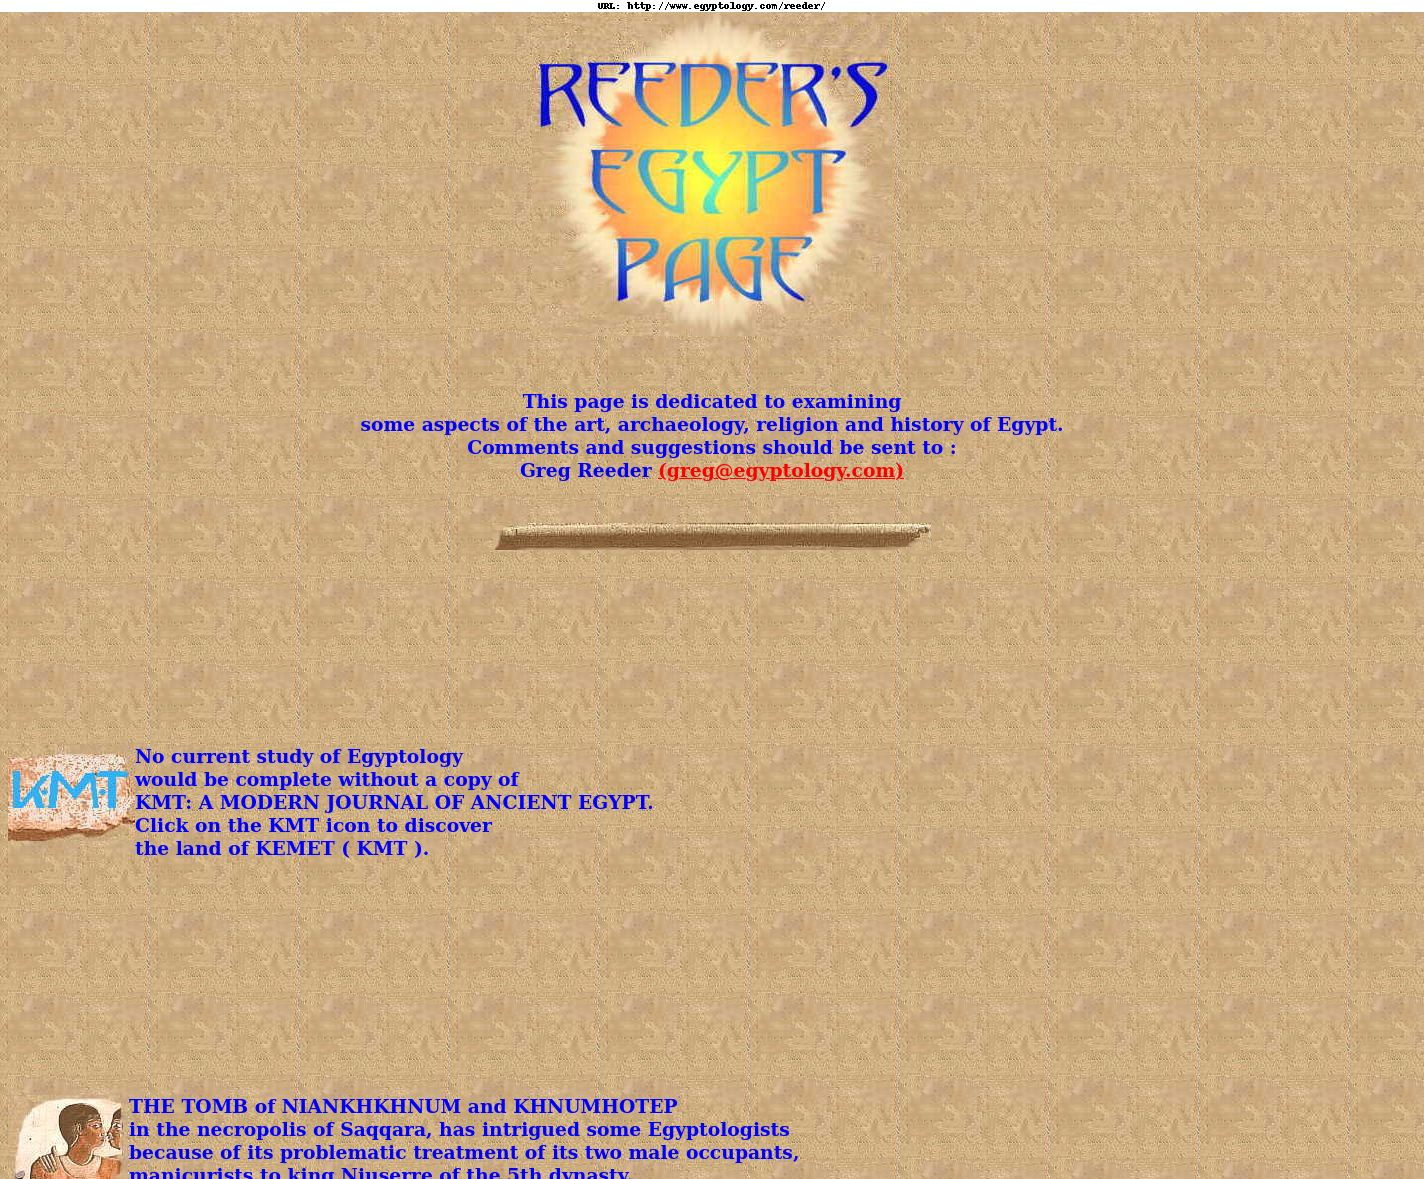 URL: http://www.egyptology.com/reeder/
REEDER'S
EGYPT
PAGE
This page is dedicated to examining
some aspects of the art, archaeology, religion and history of Egypt.
Comments and suggestions should be sent to :
Greg Reeder (greg@egyptology.com)
K·M·T
No current study of Egyptology
would be complete without a copy of
KMT: A MODERN JOURNAL OF ANCIENT EGYPT.
Click on the KMT icon to discover
the land of KEMET ( KMT ).
THE TOMB of NIANKHKHNUM and KHNUMHOTEP
in the necropolis of Saqqara, has intrigued some Egyptologists
because of its problematic treatment of its two male occupants,
manicurists to king Niuserre of the 5th dynasty.